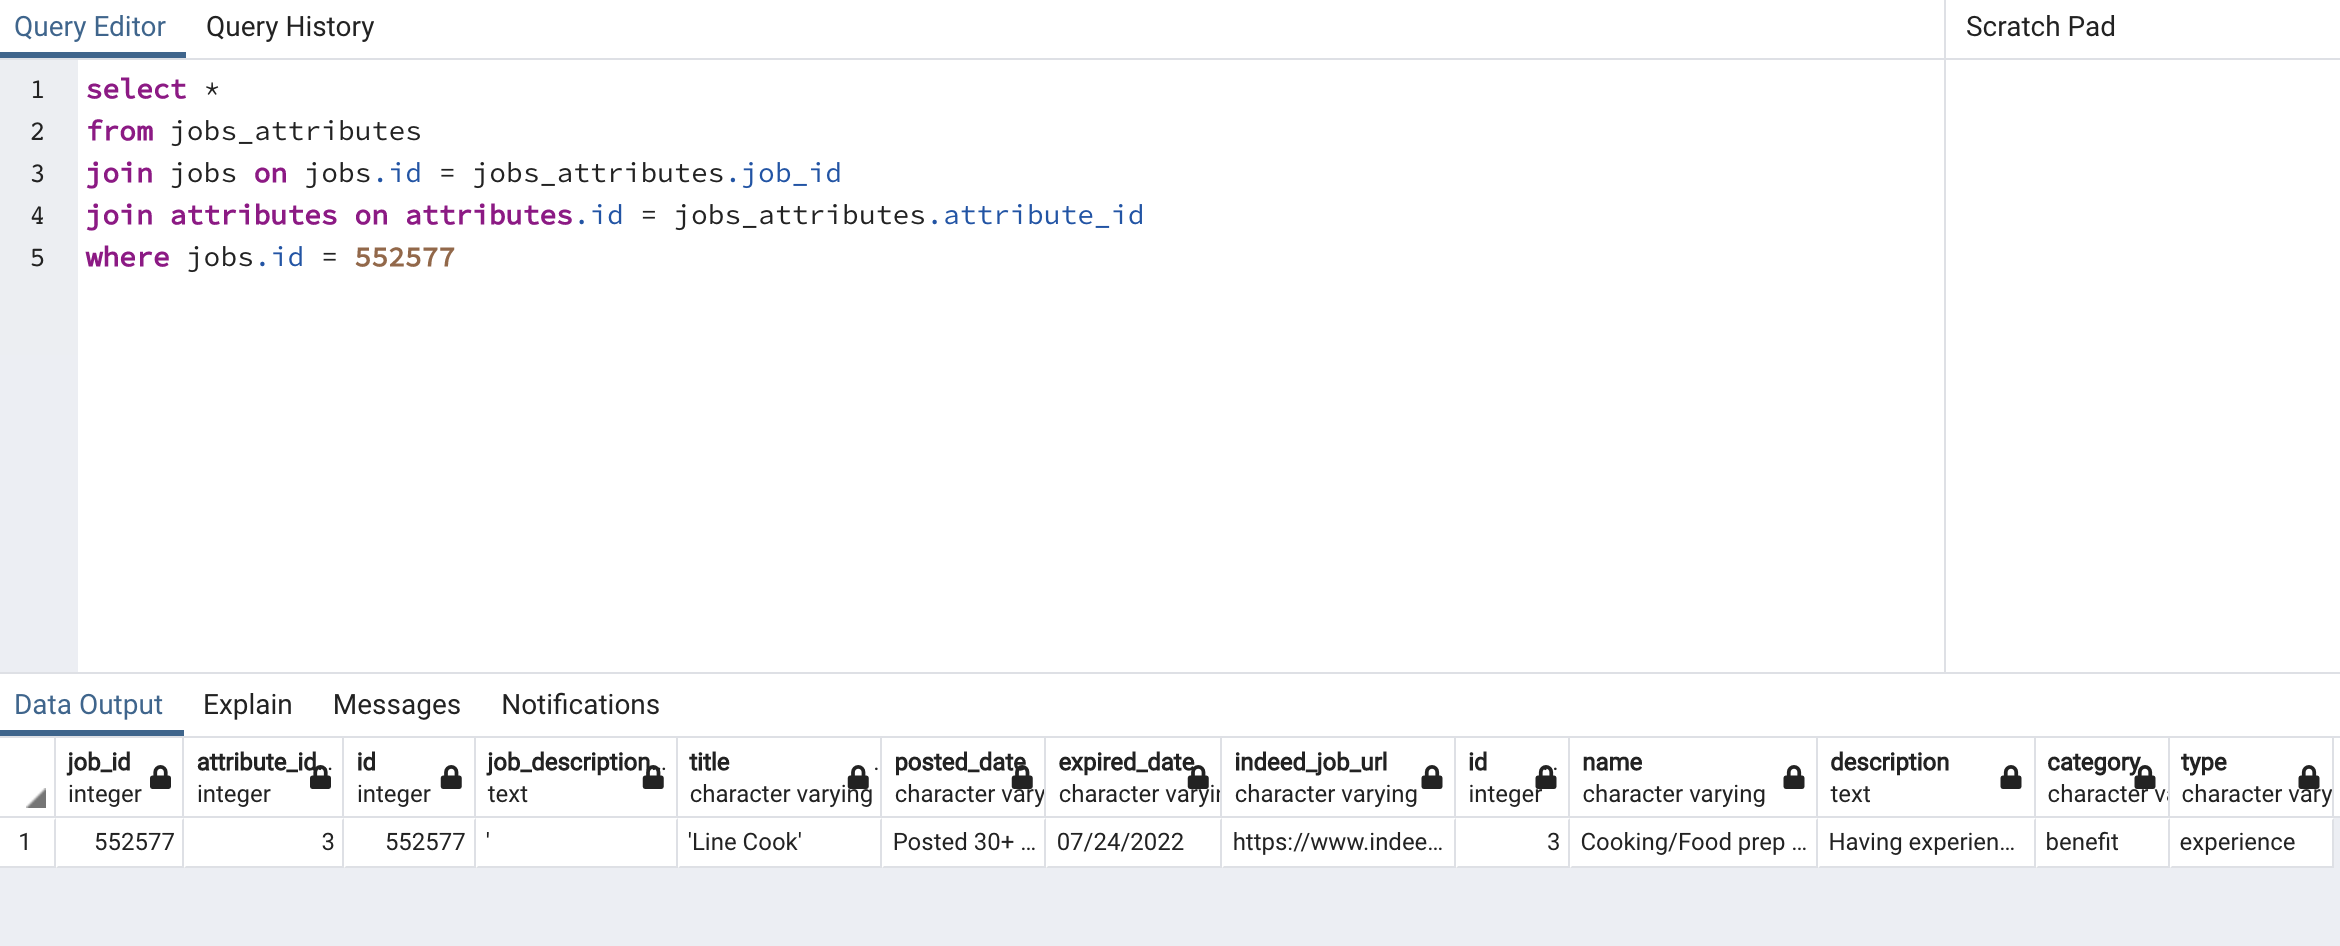 Query Editor Query History Scratch Pad
1 select *
2 from jobs_attributes
3 join jobs on jobs.id = jobs_attributes.job_id
4 join attributes on attributes.id = jobs_attributes.attribute_id
5 where jobs.id = 552577
Data Output Explain Messages Notifications
job_id attribute_id id job_description title posted_date expired_date indeed_job_url id name description category type
integer integer integer text character varying character vary character varyin character varying integer character varying text character va character vary
1 552577 3 552577 ' 'Line Cook' Posted 30+ ... 07/24/2022 https://www.indee... 3 Cooking/Food prep ... Having experien... benefit experience